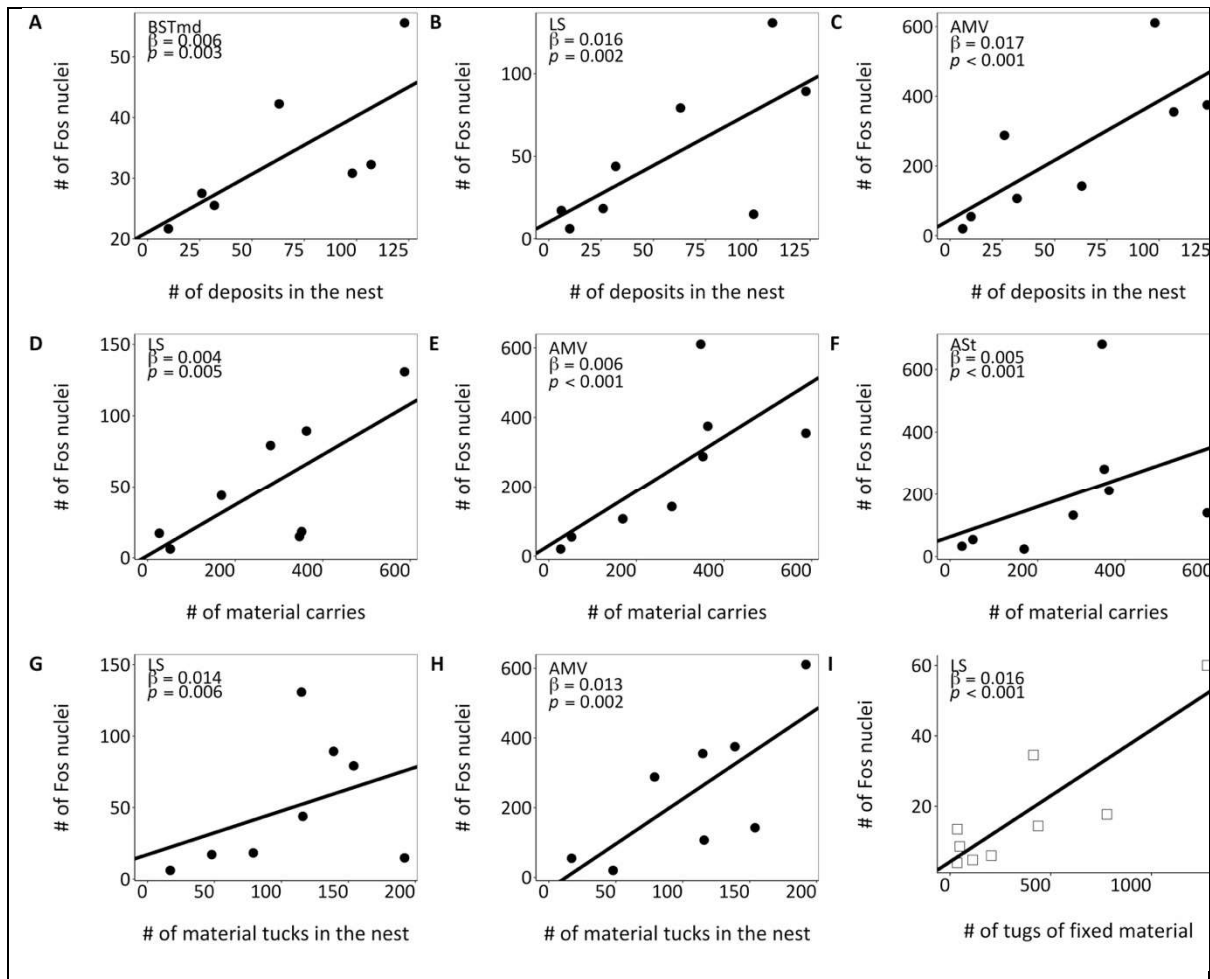 A
BSTmd
β = 0.006
p = 0.003
# of Fos nuclei
50
40
30
20
0 25 50 75 100 125
# of deposits in the nest
B
LS
β = 0.016
p = 0.002
# of Fos nuclei
100
50
0
0 25 50 75 100 125
# of deposits in the nest
C
AMV
β = 0.017
p < 0.001
# of Fos nuclei
600
400
200
0
0 25 50 75 100 125
# of deposits in the nest
D
LS
β = 0.004
p = 0.005
# of Fos nuclei
150
100
50
0
0 200 400 600
# of material carries
E
AMV
β = 0.006
p < 0.001
# of Fos nuclei
600
400
200
0
0 200 400 600
# of material carries
F
ASt
β = 0.005
p < 0.001
# of Fos nuclei
600
400
200
0
0 200 400 600
# of material carries
G
LS
β = 0.014
p = 0.006
# of Fos nuclei
150
100
50
0
0 50 100 150 200
# of material tucks in the nest
H
AMV
β = 0.013
p = 0.002
# of Fos nuclei
600
400
200
0
0 50 100 150 200
# of material tucks in the nest
I
LS
β = 0.016
p < 0.001
# of Fos nuclei
60
40
20
0 500 1000
# of tugs of fixed material